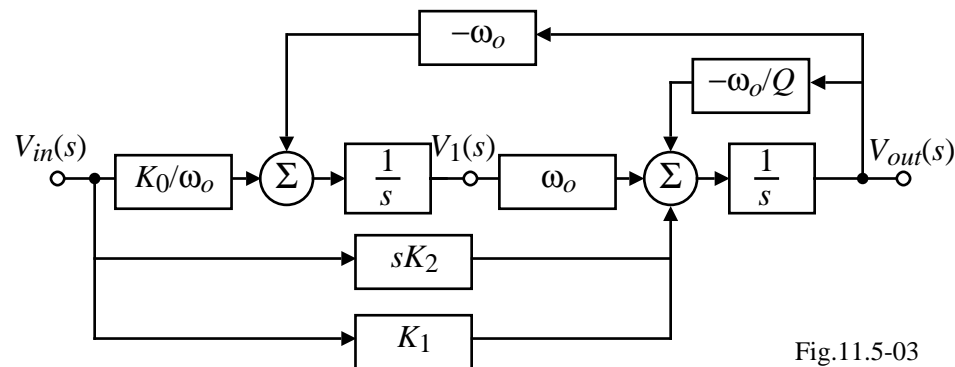 −ωo
−ωo/Q
Vin(s)
K0/ωo
Σ
1/s
V1(s)
ωo
Σ
1/s
Vout(s)
sK2
K1
Fig.11.5-03